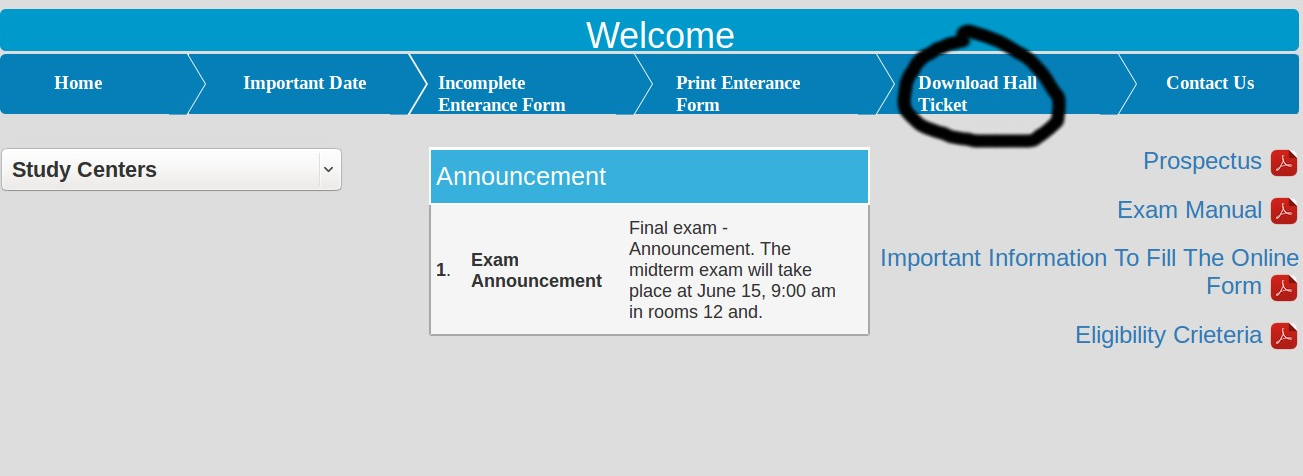 Welcome
Home
Important Date
Incomplete
Enterance Form
Print Enterance
Form
Download Hall
Ticket
Contact Us
Study Centers
Announcement
1.
Exam
Announcement
Final exam -
Announcement. The
midterm exam will take
place at June 15, 9:00 am
in rooms 12 and.
Prospectus
Exam Manual
Important Information To Fill The Online
Form
Eligibility Crieteria